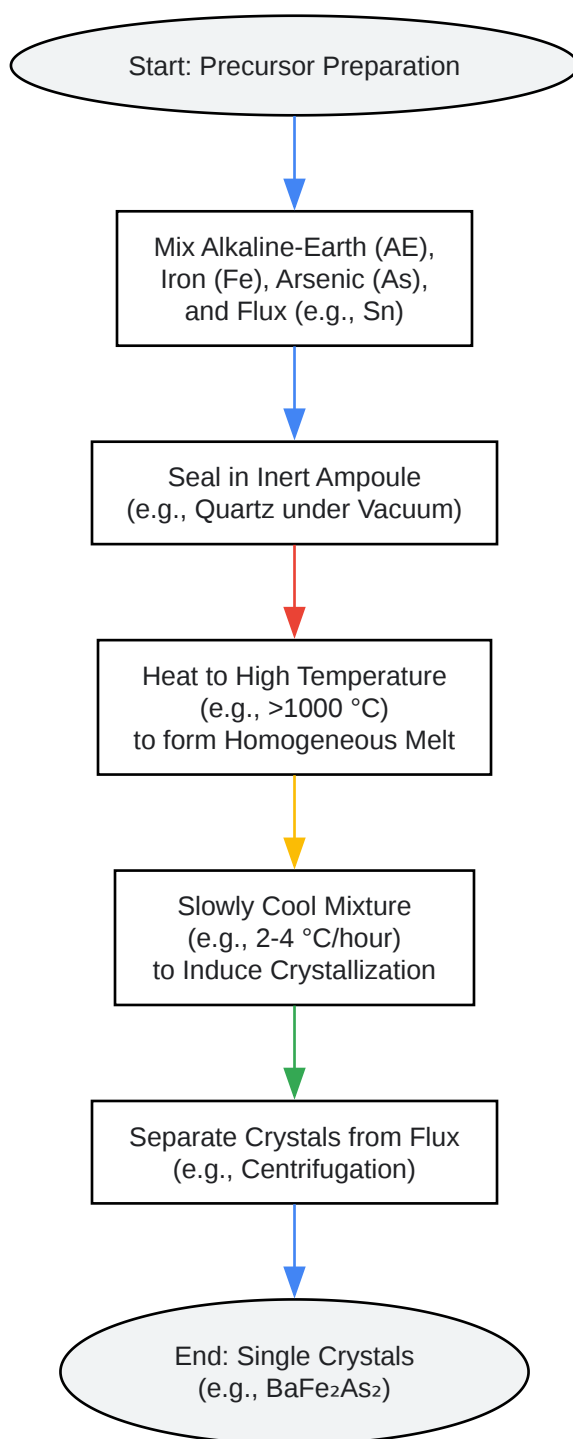 Start: Precursor Preparation
Mix Alkaline-Earth (AE),
Iron (Fe), Arsenic (As),
and Flux (e.g., Sn)
Seal in Inert Ampoule
(e.g., Quartz under Vacuum)
Heat to High Temperature
(e.g., >1000 °C)
to form Homogeneous Melt
Slowly Cool Mixture
(e.g., 2-4 °C/hour)
to Induce Crystallization
Separate Crystals from Flux
(e.g., Centrifugation)
End: Single Crystals
(e.g., BaFe₂As₂)